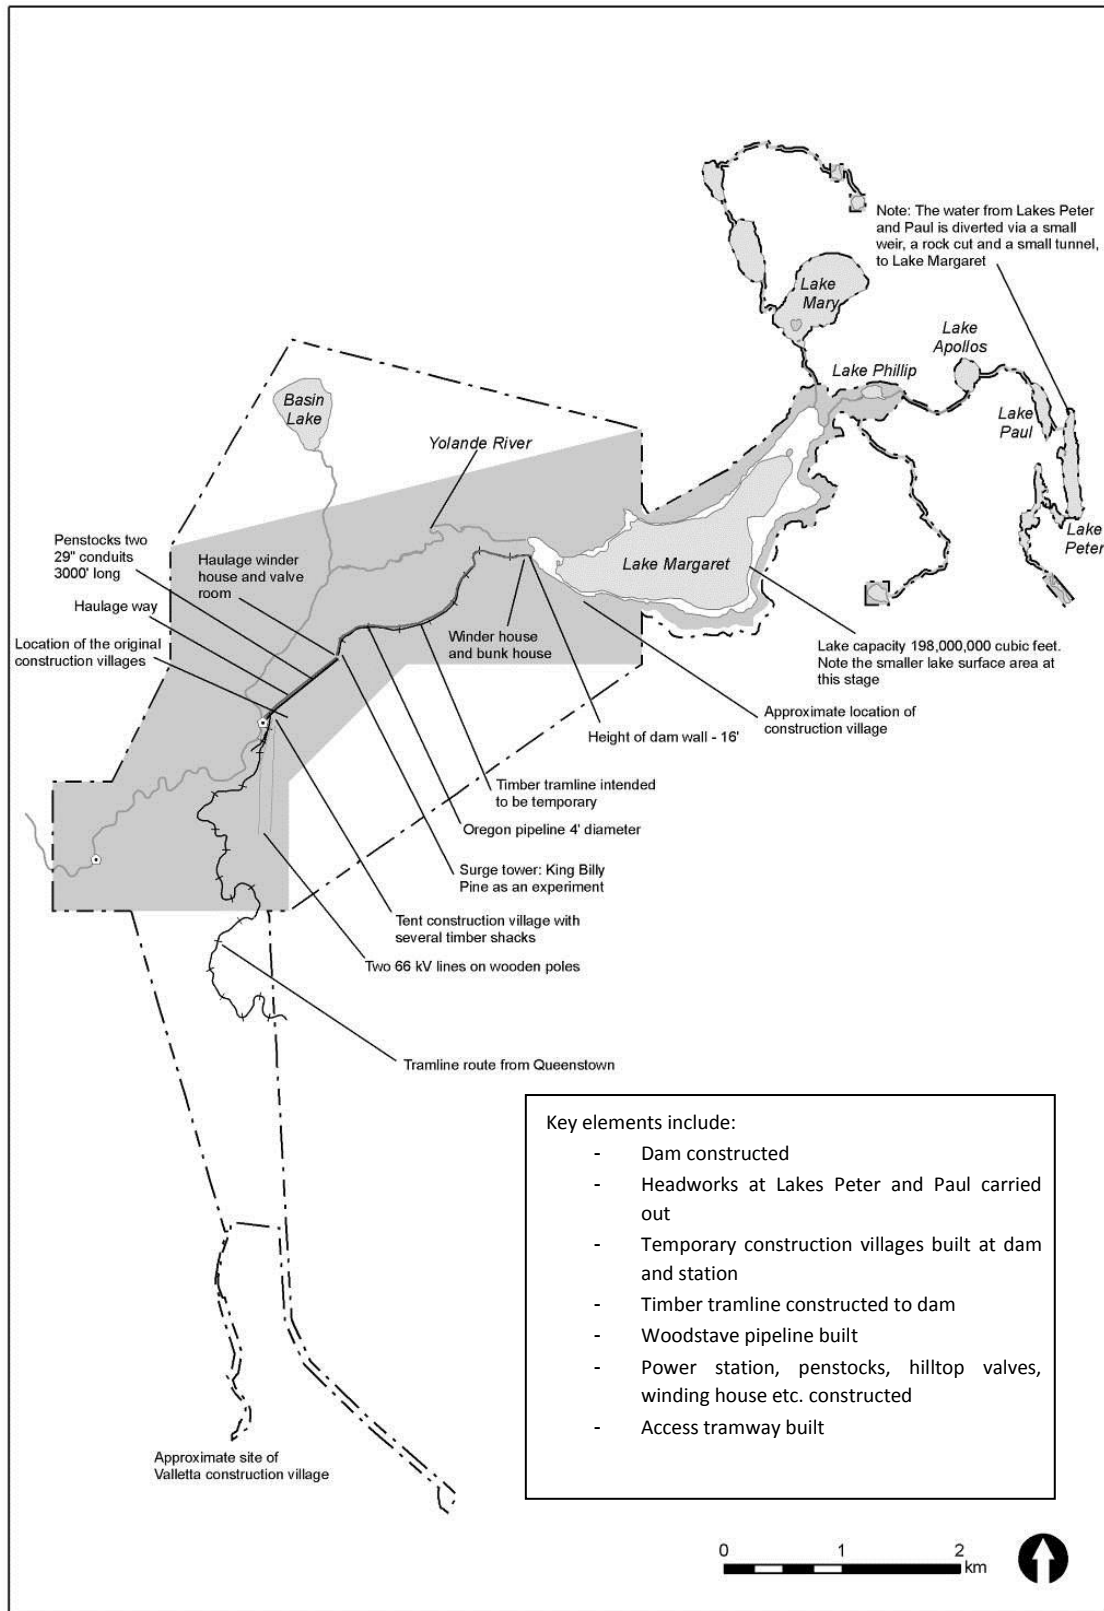 Note: The water from Lakes Peter
and Paul is diverted via a small
weir, a rock cut and a small tunnel,
to Lake Margaret
Lake
Mary
Lake
Apollos
Lake Phillip
Basin
Lake
Lake
Paul
Yolande River
Lake
Peter
Penstocks two
29" conduits
3000' long
Haulage winder
house and valve
room
Lake Margaret
Haulage way
Location of the original
construction villages
Winder house
and bunk house
Lake capacity 198,000,000 cubic feet.
Note the smaller lake surface area at
this stage
Approximate location of
construction village
Height of dam wall - 16'
Timber tramline intended
to be temporary
Oregon pipeline 4' diameter
Surge tower: King Billy
Pine as an experiment
Tent construction village with
several timber shacks
Two 66 kV lines on wooden poles
Tramline route from Queenstown
Key elements include:
- Dam constructed
- Headworks at Lakes Peter and Paul carried
out
- Temporary construction villages built at dam
and station
- Timber tramline constructed to dam
- Woodstave pipeline built
- Power station, penstocks, hilltop valves,
winding house etc. constructed
- Access tramway built
Approximate site of
Valletta construction village
0 1 2
km